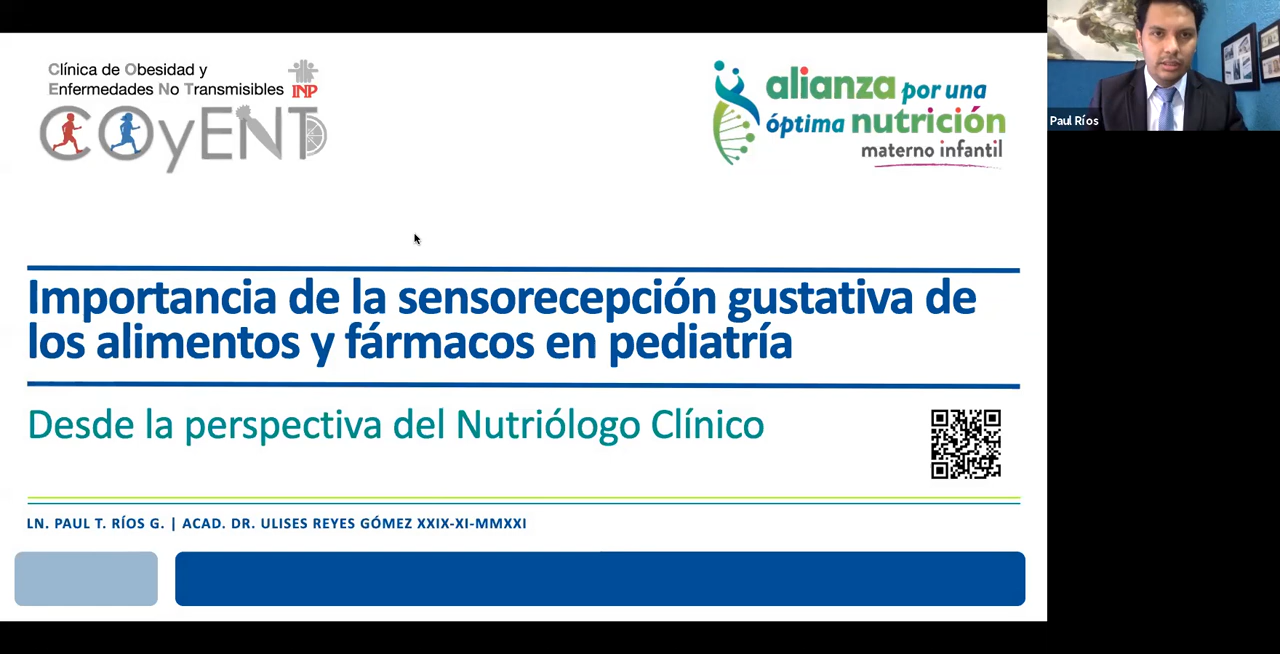 Clínica de Obesidad y
Enfermedades No Transmisibles
INP
COyENT
alianza por una
óptima nutrición
materno infantil
Paul Ríos
Importancia de la sensorecepción gustativa de
los alimentos y fármacos en pediatría
Desde la perspectiva del Nutriólogo Clínico
LN. PAUL T. RÍOS G. | ACAD. DR. ULISES REYES GÓMEZ XXIX-XI-MMXXI